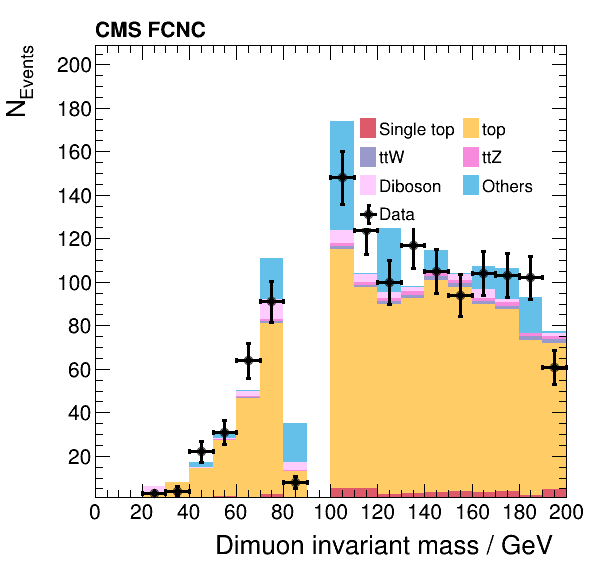 CMS FCNC
N_Events
200
180
160
140
120
100
80
60
40
20
Single top top
ttW ttZ
Diboson Others
Data
0 20 40 60 80 100 120 140 160 180 200
Dimuon invariant mass / GeV